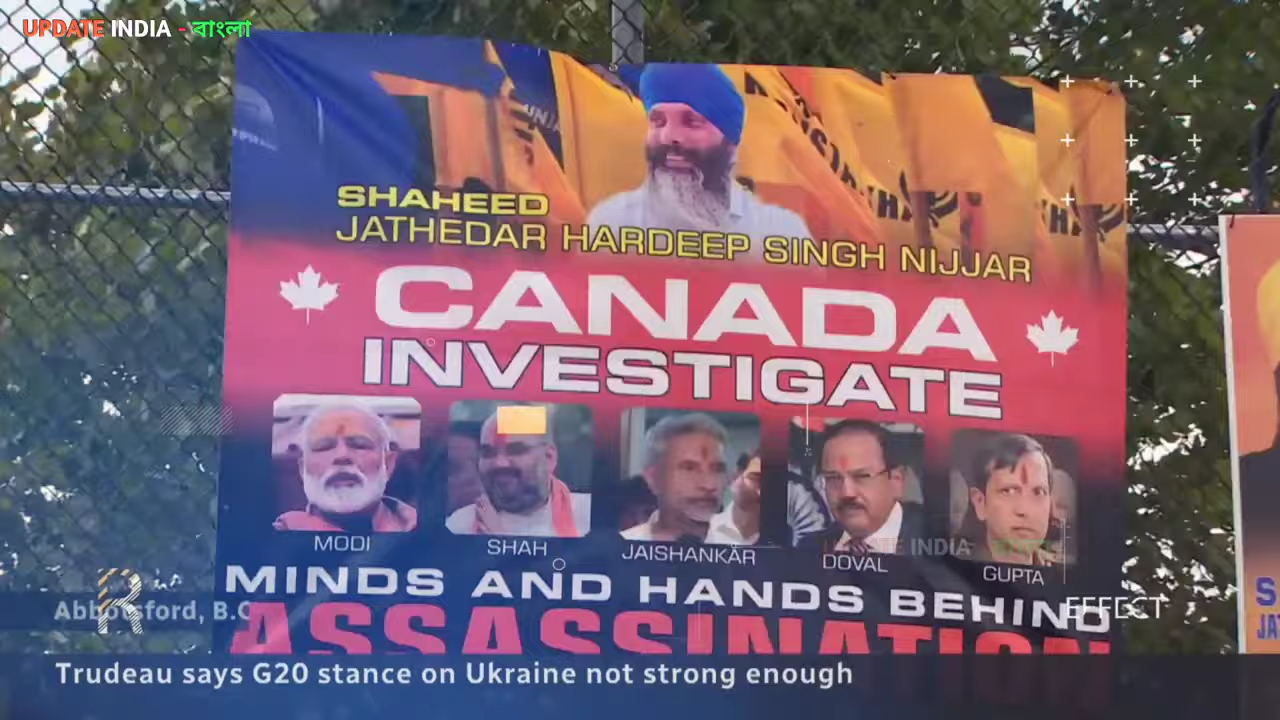 UPDATE INDIA - বাংলা
SHAHEED
JATHEDAR HARDEEP SINGH NIJJAR
CANADA
INVESTIGATE
MODI
SHAH
JAISHANKAR
DOVAL
GUPTA
MINDS AND HANDS BEHIND
ASSASSINATION
EFFECT
Abbotsford, B.C.
Trudeau says G20 stance on Ukraine not strong enough